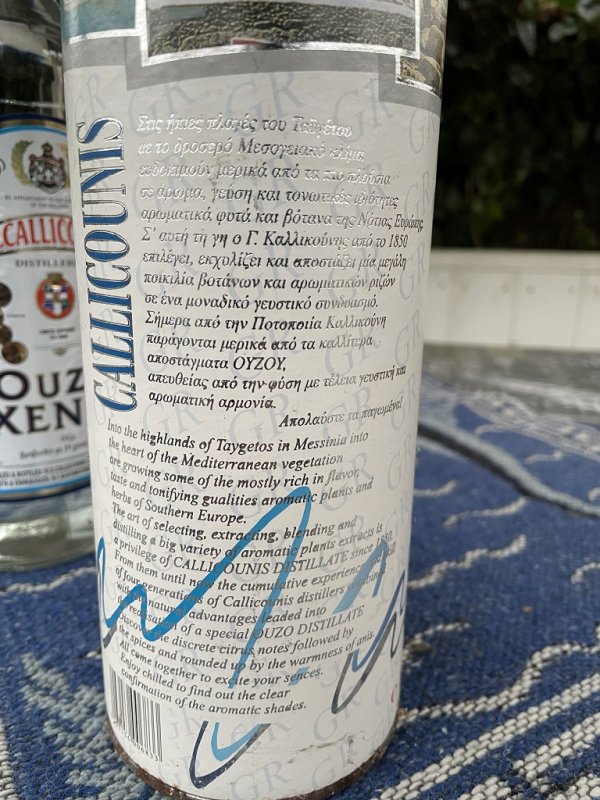 CALLICOUNIS
Στις ήπιες πλαγιές του Ταϋγέτου
με το δροσερό Μεσογειακό κλίμα
ευδοκιμούν μερικά από τα πιο πλούσια
σε άρωμα, γεύση και τονωτικές ιδιότητες
αρωματικά φυτά και βότανα της Νότιας Ευρώπης.
Σ' αυτή τη γη ο Γ. Καλλικούνης από το 1850
επιλέγει, εκχυλίζει και αποστάζει μία μεγάλη
ποικιλία βοτάνων και αρωματικών ριζών
σε ένα μοναδικό γευστικό συνδυασμό.
Σήμερα από την Ποτοποιία Καλλικούνη
παράγονται μερικά από τα καλλίτερα
αποστάγματα ΟΥΖΟΥ,
απευθείας από την φύση με τέλεια γευστική και
αρωματική αρμονία.
Απολαύστε το παγωμένο!
Into the highlands of Taygetos in Messinia into
the heart of the Mediterranean vegetation
are growing some of the mostly rich in flavor,
taste and tonifying gualities aromatic plants and
herbs of Southern Europe.
The art of selecting, extracting, blending and
distilling a big variety of aromatic plants extracts is
a privilege of CALLICOUNIS DISTILLATE since 1850.
From them until now the cumulative experience
of four generations of Callicounis distillers
with natural advantages leaded into
of a special OUZO DISTILLATE
discrete citrus notes followed by
the spices and rounded up by the warmness of anis.
All come together to excite your sences.
Enjoy chilled to find out the clear
confirmation of the aromatic shades.
CALLICO
DISTILLER
OUZ
XEN